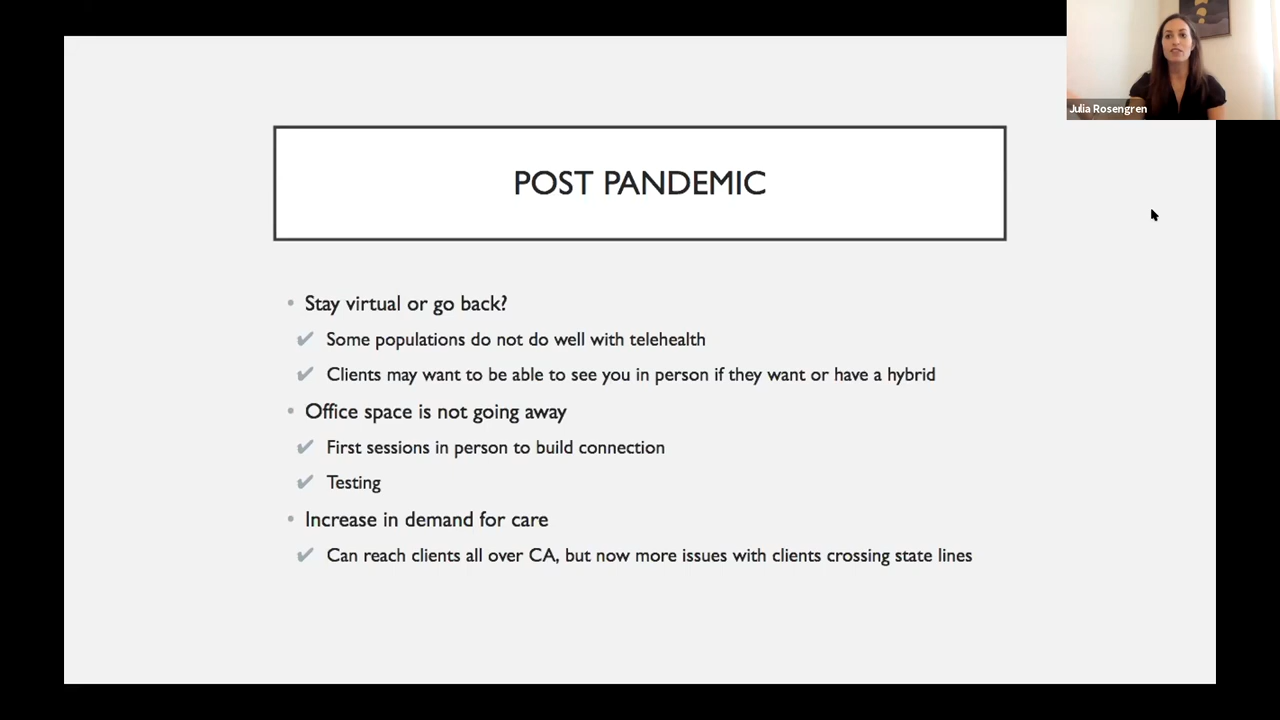 Julia Rosengren
POST PANDEMIC
• Stay virtual or go back?
✔ Some populations do not do well with telehealth
✔ Clients may want to be able to see you in person if they want or have a hybrid
• Office space is not going away
✔ First sessions in person to build connection
✔ Testing
• Increase in demand for care
✔ Can reach clients all over CA, but now more issues with clients crossing state lines